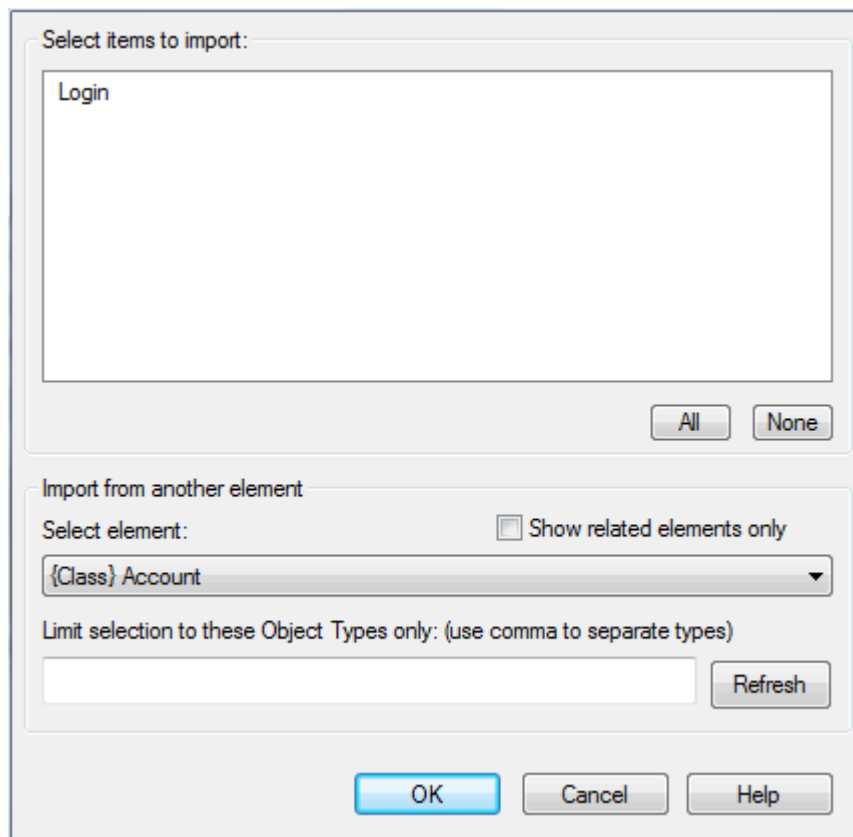 Select items to import:
Login
All None
Import from another element
Select element: Show related elements only
{Class} Account
Limit selection to these Object Types only: (use comma to separate types)
Refresh
OK Cancel Help